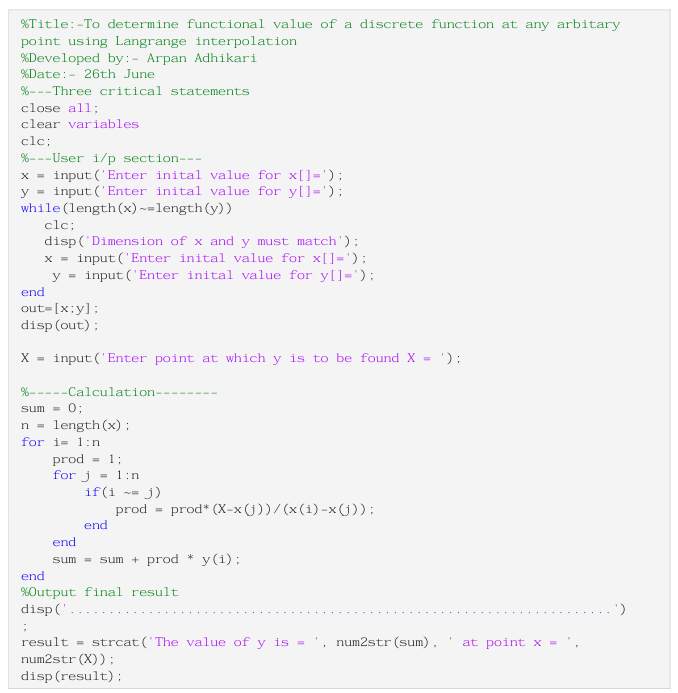 %Title:-To determine functional value of a discrete function at any arbitary
point using Langrange interpolation
%Developed by:- Arpan Adhikari
%Date:- 26th June
%---Three critical statements
close all;
clear variables
clc;
%---User i/p section---
x = input('Enter inital value for x[]=');
y = input('Enter inital value for y[]=');
while(length(x)~=length(y))
   clc;
   disp('Dimension of x and y must match');
   x = input('Enter inital value for x[]=');
    y = input('Enter inital value for y[]=');
end
out=[x;y];
disp(out);

X = input('Enter point at which y is to be found X = ');

%-----Calculation--------
sum = 0;
n = length(x);
for i= 1:n
    prod = 1;
    for j = 1:n
        if(i ~= j)
            prod = prod*(X-x(j))/(x(i)-x(j));
        end
    end
    sum = sum + prod * y(i);
end
%Output final result
disp('.....................................................................')
;
result = strcat('The value of y is = ', num2str(sum), ' at point x = ',
num2str(X));
disp(result);